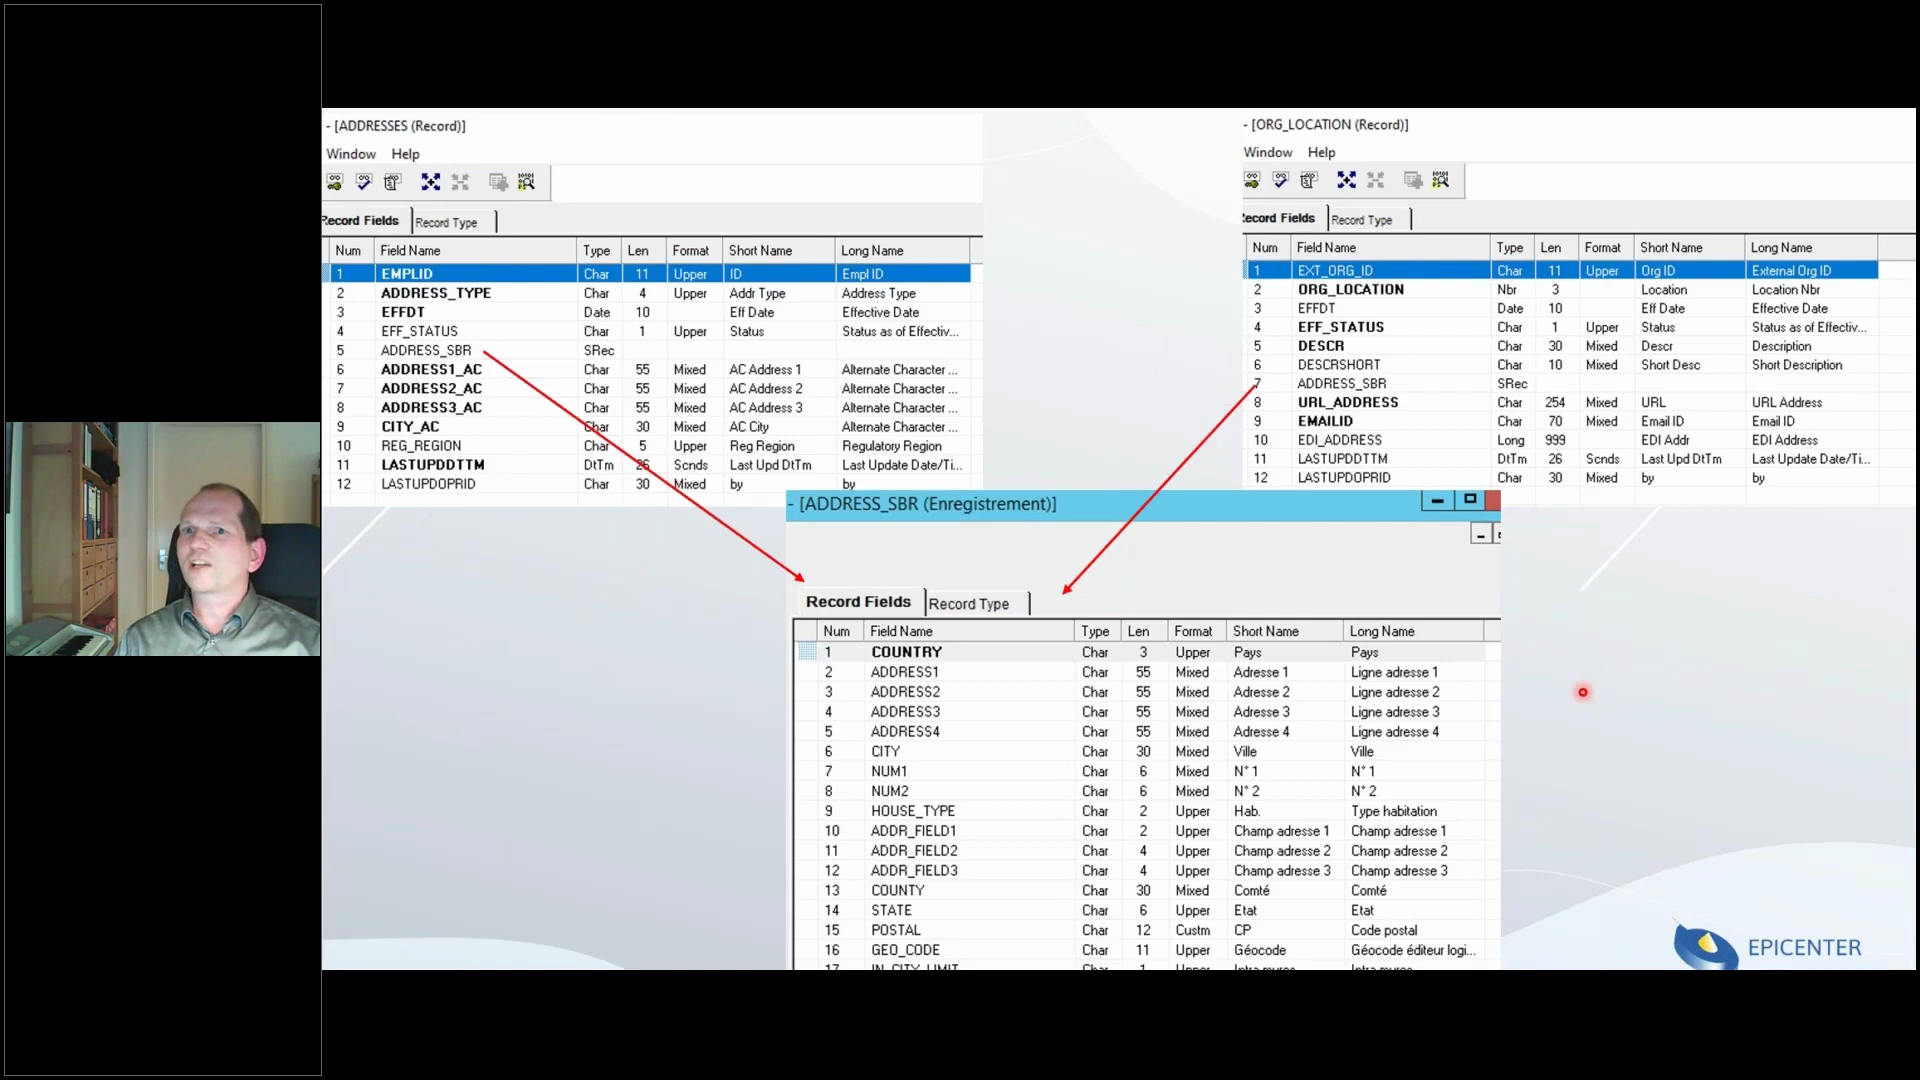 - [ADDRESSES (Record)]
Window Help
Record Fields Record Type
Num Field Name Type Len Format Short Name Long Name
1 EMPLID Char 11 Upper ID Empl ID
2 ADDRESS_TYPE Char 4 Upper Addr Type Address Type
3 EFFDT Date 10 Eff Date Effective Date
4 EFF_STATUS Char 1 Upper Status Status as of Effectiv...
5 ADDRESS_SBR SRec
6 ADDRESS1_AC Char 55 Mixed AC Address 1 Alternate Character ...
7 ADDRESS2_AC Char 55 Mixed AC Address 2 Alternate Character ...
8 ADDRESS3_AC Char 55 Mixed AC Address 3 Alternate Character ...
9 CITY_AC Char 30 Mixed AC City Alternate Character ...
10 REG_REGION Char 5 Upper Reg Region Regulatory Region
11 LASTUPDDTTM DtTm 26 Scnds Last Upd DtTm Last Update Date/Ti...
12 LASTUPDOPRID Char 30 Mixed by by
- [ORG_LOCATION (Record)]
Window Help
Record Fields Record Type
Num Field Name Type Len Format Short Name Long Name
1 EXT_ORG_ID Char 11 Upper Org ID External Org ID
2 ORG_LOCATION Nbr 3 Location Location Nbr
3 EFFDT Date 10 Eff Date Effective Date
4 EFF_STATUS Char 1 Upper Status Status as of Effectiv...
5 DESCR Char 30 Mixed Descr Description
6 DESCRSHORT Char 10 Mixed Short Desc Short Description
7 ADDRESS_SBR SRec
8 URL_ADDRESS Char 254 Mixed URL URL Address
9 EMAILID Char 70 Mixed Email ID Email ID
10 EDI_ADDRESS Long 999 EDI Addr EDI Address
11 LASTUPDDTTM DtTm 26 Scnds Last Upd DtTm Last Update Date/Ti...
12 LASTUPDOPRID Char 30 Mixed by by
- [ADDRESS_SBR (Enregistrement)]
Record Fields Record Type
Num Field Name Type Len Format Short Name Long Name
1 COUNTRY Char 3 Upper Pays Pays
2 ADDRESS1 Char 55 Mixed Adresse 1 Ligne adresse 1
3 ADDRESS2 Char 55 Mixed Adresse 2 Ligne adresse 2
4 ADDRESS3 Char 55 Mixed Adresse 3 Ligne adresse 3
5 ADDRESS4 Char 55 Mixed Adresse 4 Ligne adresse 4
6 CITY Char 30 Mixed Ville Ville
7 NUM1 Char 6 Mixed N° 1 N° 1
8 NUM2 Char 6 Mixed N° 2 N° 2
9 HOUSE_TYPE Char 2 Upper Hab. Type habitation
10 ADDR_FIELD1 Char 2 Upper Champ adresse 1 Champ adresse 1
11 ADDR_FIELD2 Char 4 Upper Champ adresse 2 Champ adresse 2
12 ADDR_FIELD3 Char 4 Upper Champ adresse 3 Champ adresse 3
13 COUNTY Char 30 Mixed Comté Comté
14 STATE Char 6 Upper Etat Etat
15 POSTAL Char 12 Custm CP Code postal
16 GEO_CODE Char 11 Upper Géocode Géocode éditeur logi...
17 IN_CITY_LIMIT Char 1 Upper Intra muros Intra muros
EPICENTER